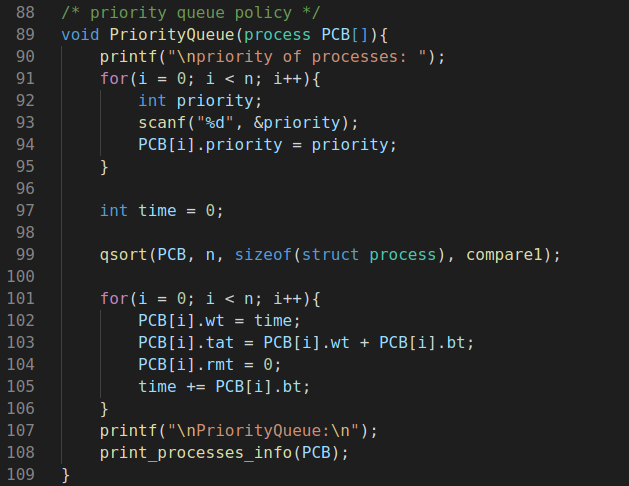 88 /* priority queue policy */
89 void PriorityQueue(process PCB[]){
90     printf("\npriority of processes: ");
91     for(i = 0; i < n; i++){
92         int priority;
93         scanf("%d", &priority);
94         PCB[i].priority = priority;
95     }
96
97     int time = 0;
98
99     qsort(PCB, n, sizeof(struct process), compare1);
100
101     for(i = 0; i < n; i++){
102         PCB[i].wt = time;
103         PCB[i].tat = PCB[i].wt + PCB[i].bt;
104         PCB[i].rmt = 0;
105         time += PCB[i].bt;
106     }
107     printf("\nPriorityQueue:\n");
108     print_processes_info(PCB);
109 }